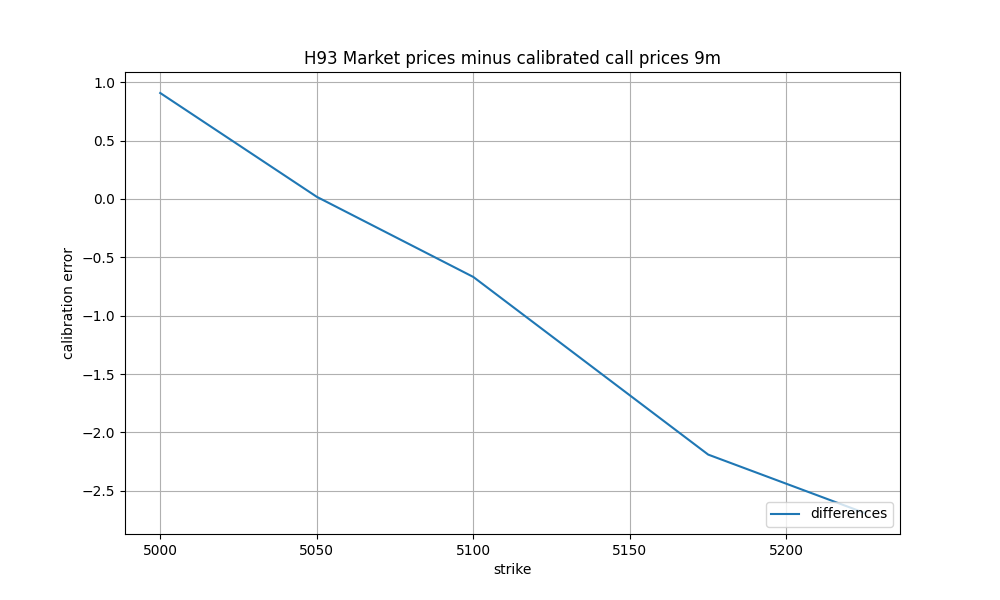 H93 Market prices minus calibrated call prices 9m
1.0
0.5
0.0
−0.5
−1.0
−1.5
−2.0
−2.5
calibration error
differences
5000 5050 5100 5150 5200
strike